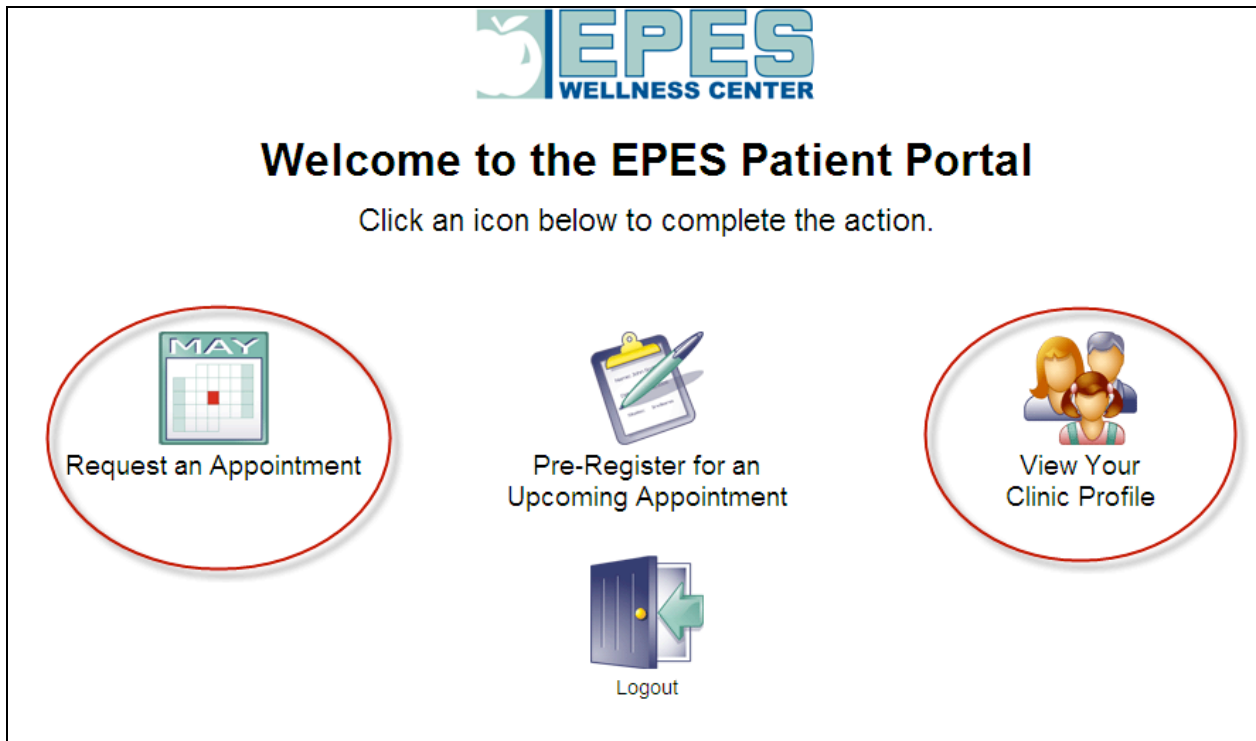 EPES
WELLNESS CENTER
Welcome to the EPES Patient Portal
Click an icon below to complete the action.
MAY
Request an Appointment
Pre-Register for an
Upcoming Appointment
View Your
Clinic Profile
Logout